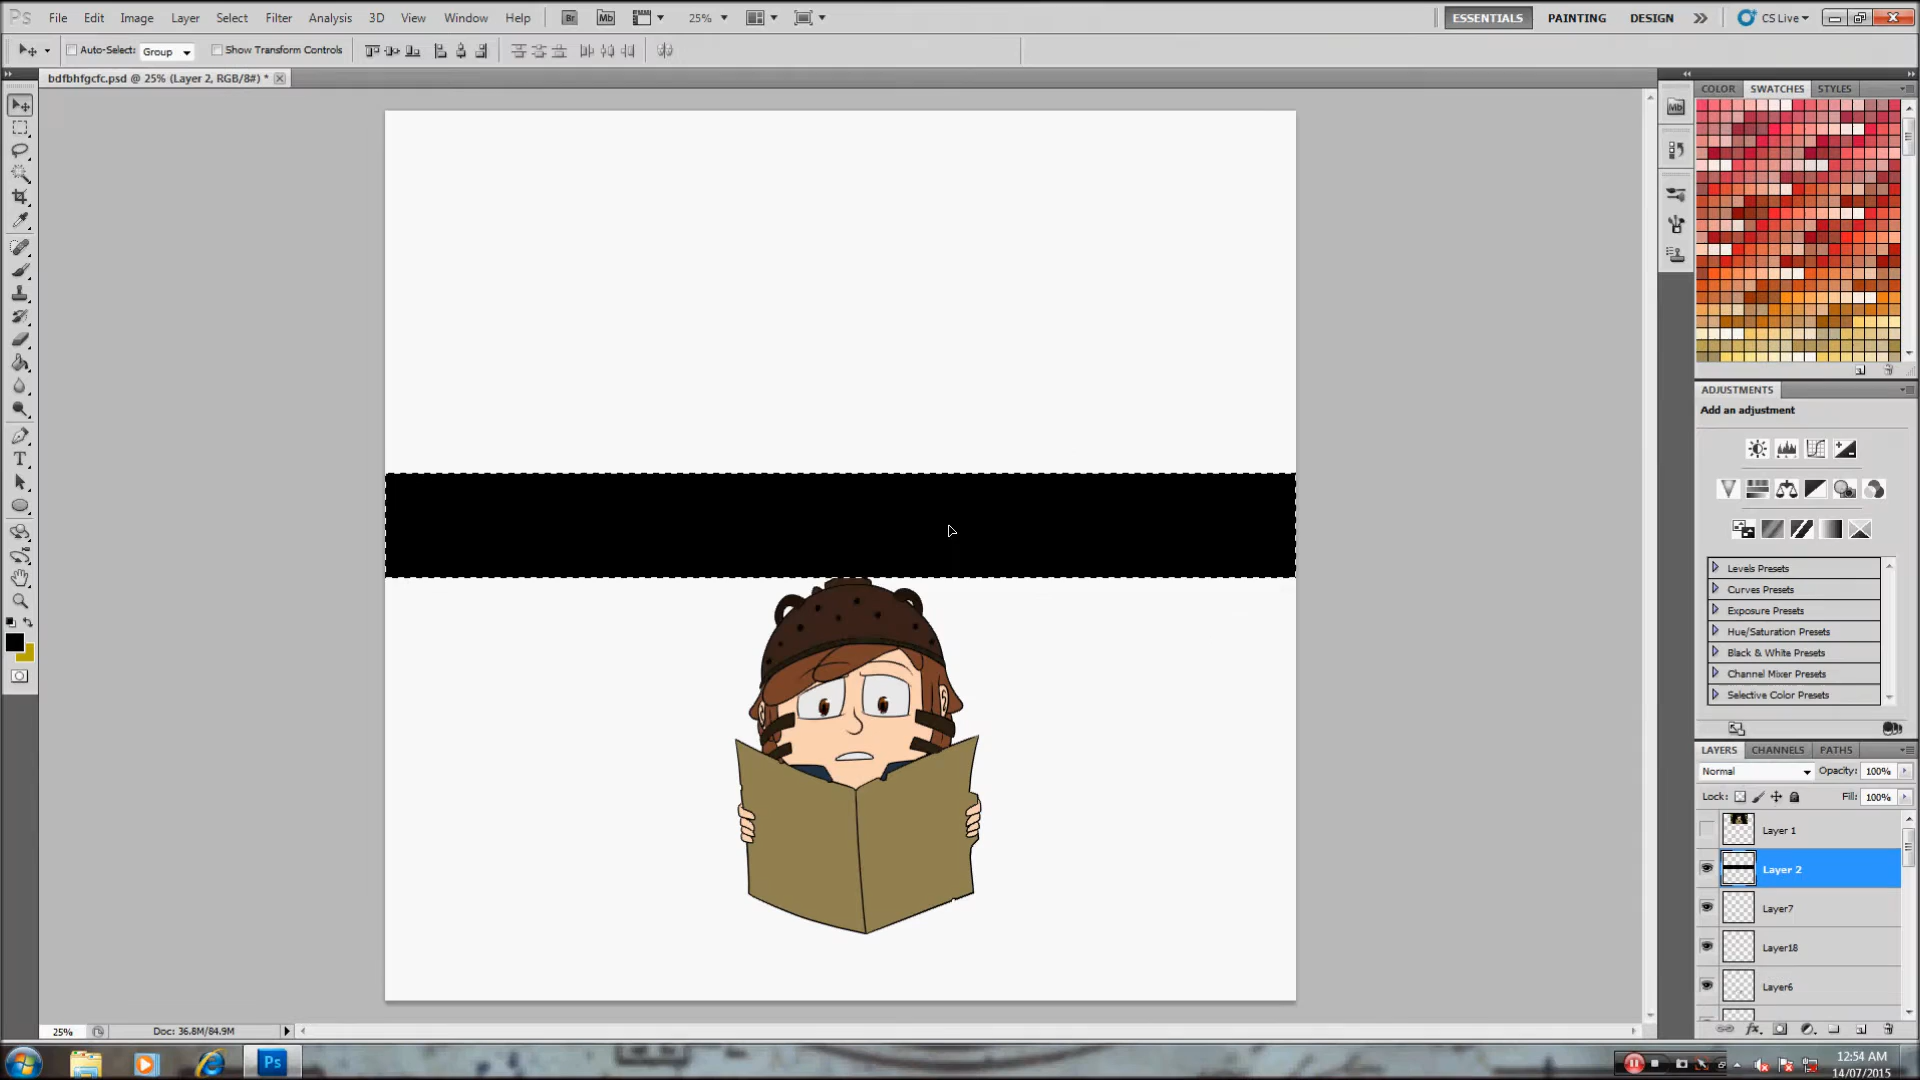 Ps File Edit Image Layer Select Filter Analysis 3D View Window Help Br Mb 25% ESSENTIALS PAINTING DESIGN CS Live
Auto-Select: Group Show Transform Controls
bdfbhfgcfc.psd @ 25% (Layer 2, RGB/8#) *
COLOR SWATCHES STYLES
Mb
ADJUSTMENTS
Add an adjustment
Levels Presets
Curves Presets
Exposure Presets
Hue/Saturation Presets
Black & White Presets
Channel Mixer Presets
Selective Color Presets
LAYERS CHANNELS PATHS
Normal Opacity: 100%
Lock: Fill: 100%
Layer 1
Layer 2
Layer7
Layer18
Layer6
25% Doc: 36.8M/84.9M
Ps
12:54 AM
14/07/2015